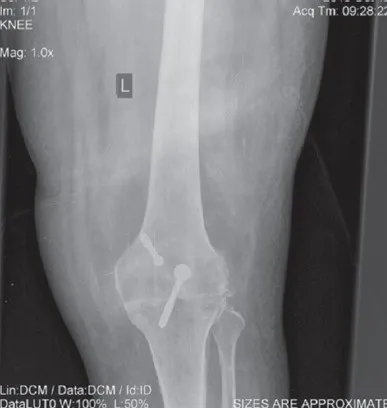 Im: 1/1
KNEE
Acq Tm: 09:28:22
Mag: 1.0x
L
Lin:DCM / Data:DCM / Id:ID
DataLUT0 W:100% L:50%
SIZES ARE APPROXIMATE